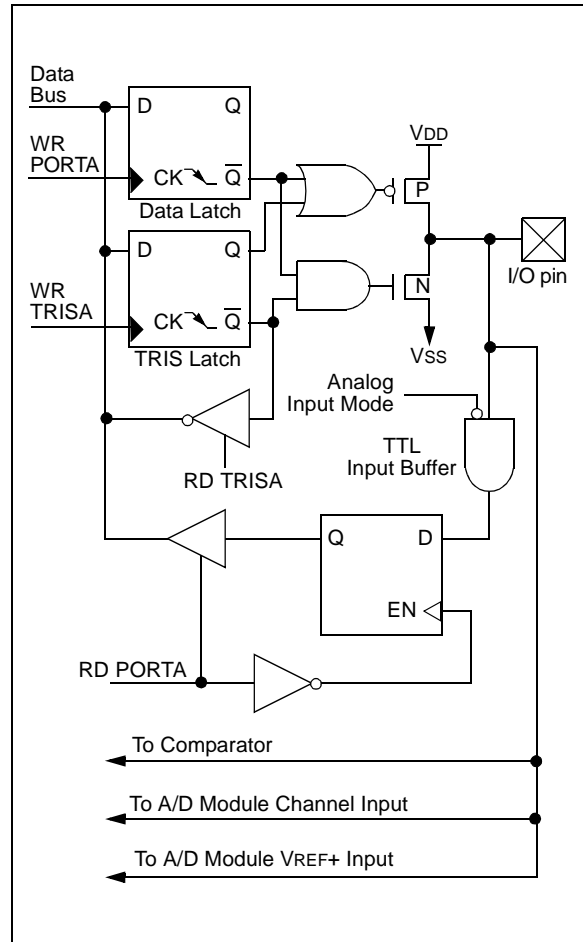 Data
Bus
D
Q
VDD
WR
PORTA
CK
Q
P
Data Latch
D
Q
I/O pin
N
WR
TRISA
CK
Q
VSS
TRIS Latch
Analog
Input Mode
TTL
Input Buffer
RD TRISA
Q
D
EN
RD PORTA
To Comparator
To A/D Module Channel Input
To A/D Module VREF+ Input